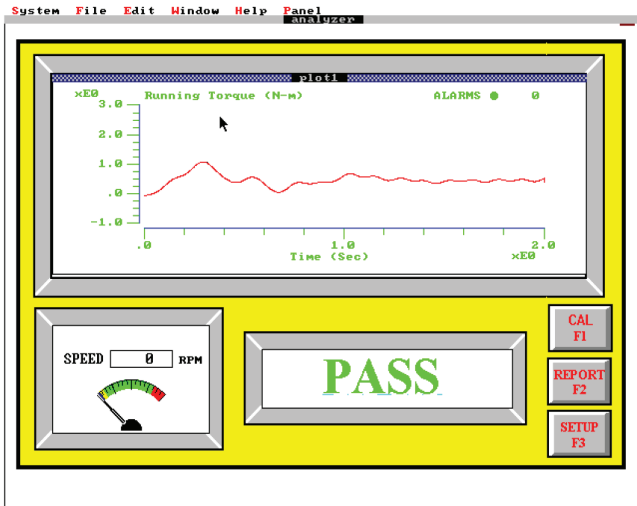 System File Edit Window Help Panel
analyzer
plot1
×E0 Running Torque (N-m) ALARMS 0
3.0
2.0
1.0
.0
-1.0
.0 1.0 2.0
Time (Sec) ×E0
SPEED 0 RPM
PASS
CAL
F1
REPORT
F2
SETUP
F3